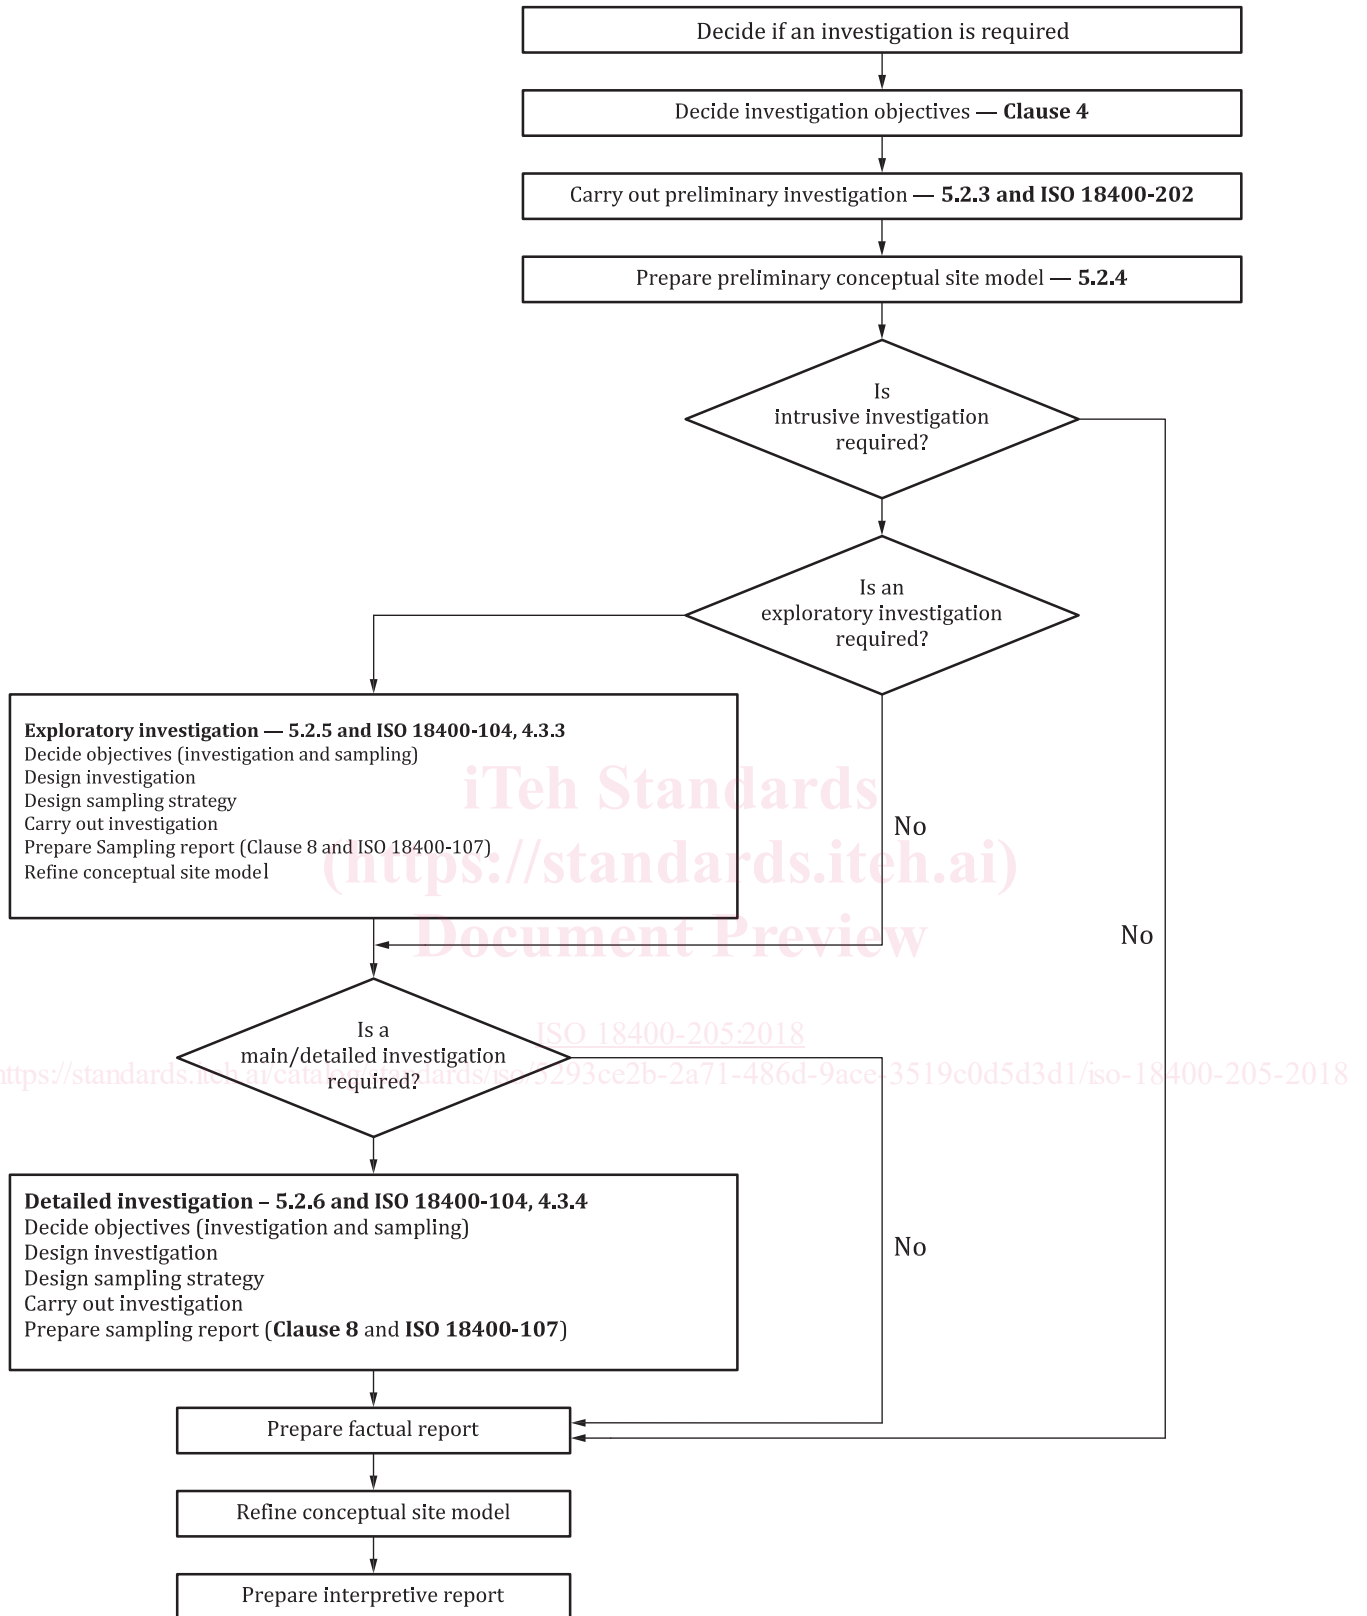 Decide if an investigation is required
Decide investigation objectives — Clause 4
Carry out preliminary investigation — 5.2.3 and ISO 18400-202
Prepare preliminary conceptual site model — 5.2.4
Is
intrusive investigation
required?
Is an
exploratory investigation
required?
Exploratory investigation — 5.2.5 and ISO 18400-104, 4.3.3
Decide objectives (investigation and sampling)
Design investigation
Design sampling strategy
Carry out investigation
Prepare Sampling report (Clause 8 and ISO 18400-107)
Refine conceptual site model
iTeh Standards
(https://standards.iteh.ai)
Document Preview
No
No
Is a
main/detailed investigation
required?
ISO 18400-205:2018
https://standards.iteh.ai/catalog/standards/iso/5293ce2b-2a71-486d-9ace-3519c0d5d3d1/iso-18400-205-2018
Detailed investigation – 5.2.6 and ISO 18400-104, 4.3.4
Decide objectives (investigation and sampling)
Design investigation
Design sampling strategy
Carry out investigation
Prepare sampling report (Clause 8 and ISO 18400-107)
No
Prepare factual report
Refine conceptual site model
Prepare interpretive report